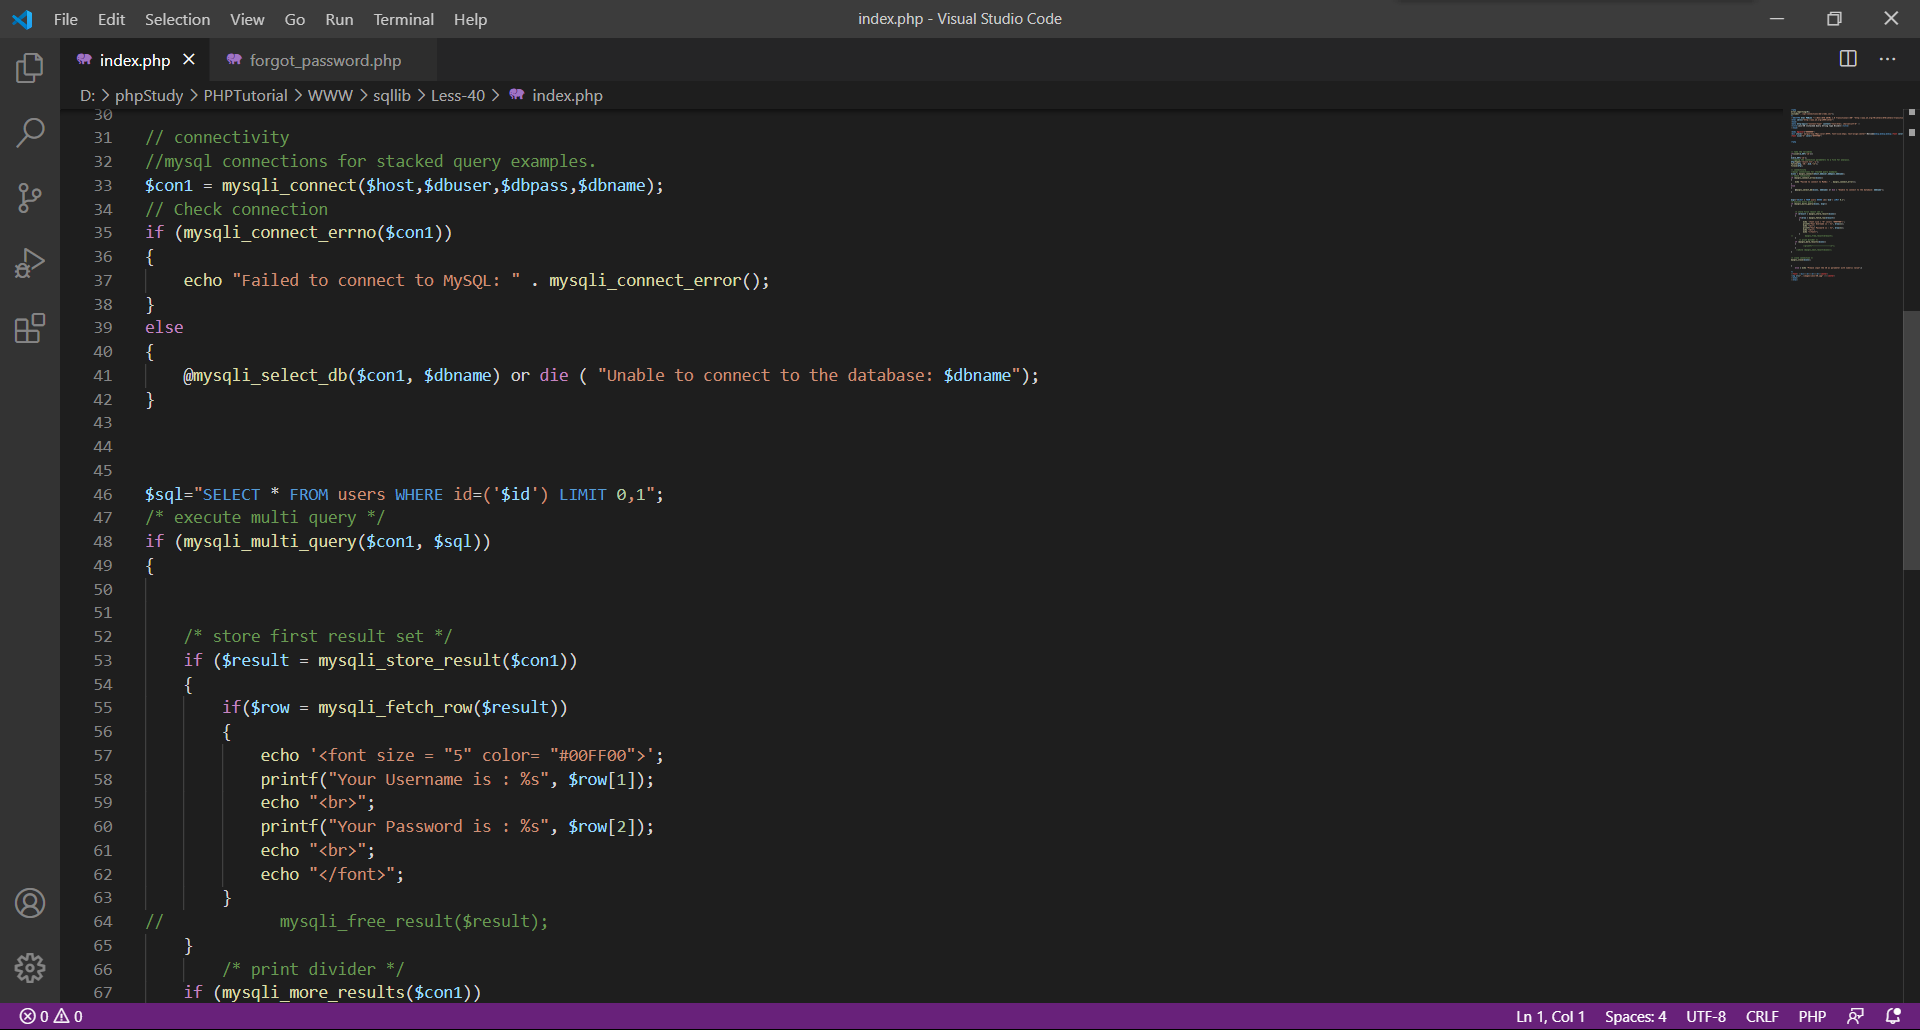 File Edit Selection View Go Run Terminal Help index.php - Visual Studio Code
index.php forgot_password.php
D: > phpStudy > PHPTutorial > WWW > sqllib > Less-40 > index.php
30
31 // connectivity
32 //mysql connections for stacked query examples.
33 $con1 = mysqli_connect($host,$dbuser,$dbpass,$dbname);
34 // Check connection
35 if (mysqli_connect_errno($con1))
36 {
37 echo "Failed to connect to MySQL: " . mysqli_connect_error();
38 }
39 else
40 {
41 @mysqli_select_db($con1, $dbname) or die ( "Unable to connect to the database: $dbname");
42 }
43
44
45
46 $sql="SELECT * FROM users WHERE id=('$id') LIMIT 0,1";
47 /* execute multi query */
48 if (mysqli_multi_query($con1, $sql))
49 {
50
51
52 /* store first result set */
53 if ($result = mysqli_store_result($con1))
54 {
55 if($row = mysqli_fetch_row($result))
56 {
57 echo '<font size = "5" color= "#00FF00">';
58 printf("Your Username is : %s", $row[1]);
59 echo "<br>";
60 printf("Your Password is : %s", $row[2]);
61 echo "<br>";
62 echo "</font>";
63 }
64 // mysqli_free_result($result);
65 }
66 /* print divider */
67 if (mysqli_more_results($con1))
0 0 Ln 1, Col 1 Spaces: 4 UTF-8 CRLF PHP